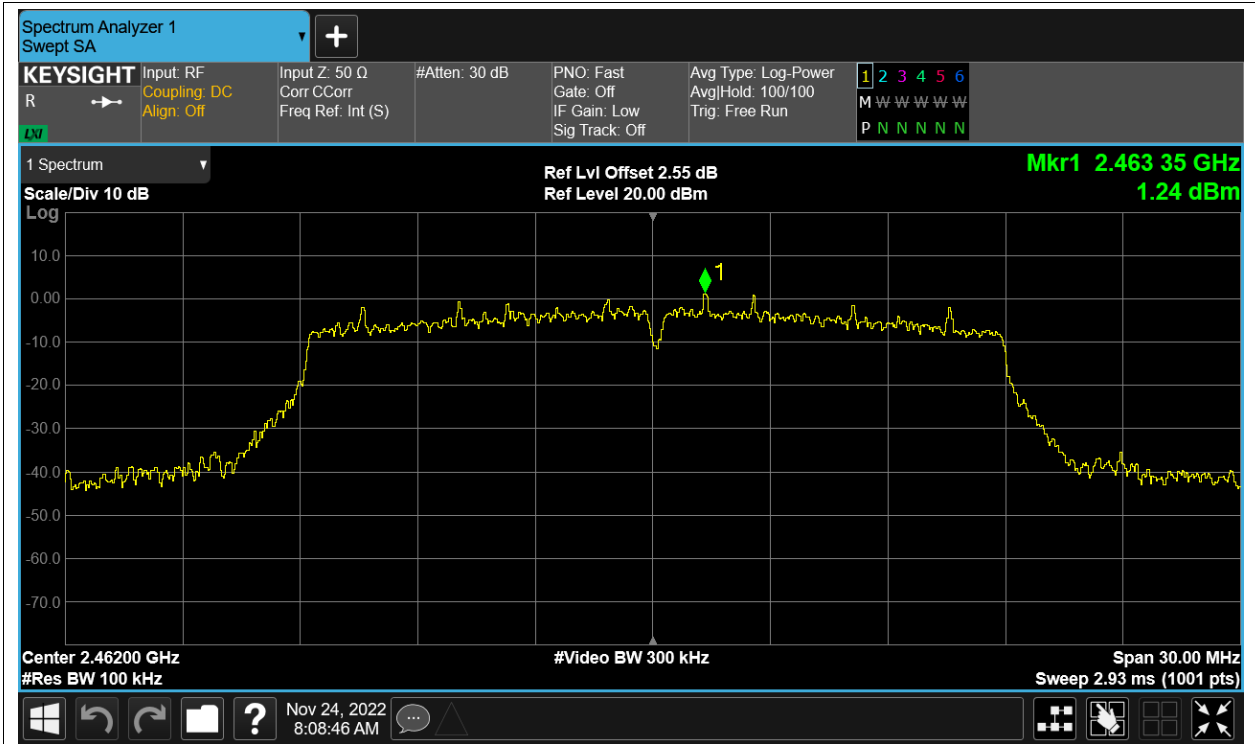 Spectrum Analyzer 1
Swept SA
KEYSIGHT
R
LXI
Input: RF
Coupling: DC
Align: Off
Input Z: 50 Ω
Corr CCorr
Freq Ref: Int (S)
#Atten: 30 dB
PNO: Fast
Gate: Off
IF Gain: Low
Sig Track: Off
Avg Type: Log-Power
Avg|Hold: 100/100
Trig: Free Run
1 2 3 4 5 6
M W W W W W
P N N N N N
1 Spectrum
Scale/Div 10 dB
Log
Ref Lvl Offset 2.55 dB
Ref Level 20.00 dBm
Mkr1 2.463 35 GHz
1.24 dBm
1
10.0
0.00
-10.0
-20.0
-30.0
-40.0
-50.0
-60.0
-70.0
Center 2.46200 GHz
#Res BW 100 kHz
#Video BW 300 kHz
Span 30.00 MHz
Sweep 2.93 ms (1001 pts)
?
Nov 24, 2022
8:08:46 AM